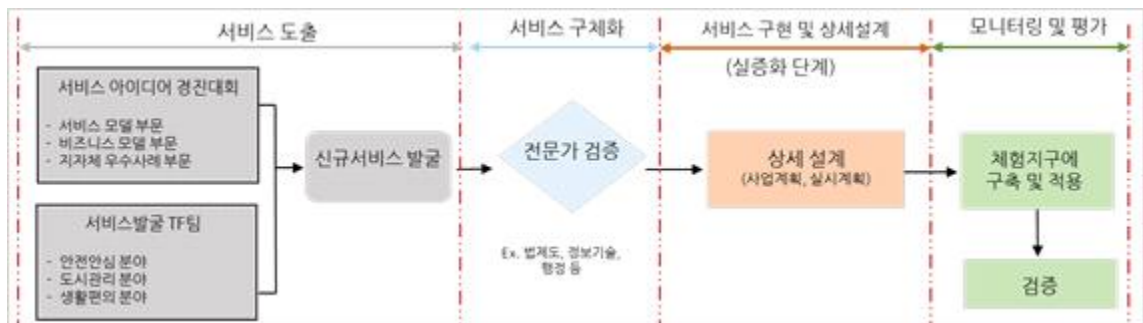 서비스 도출
서비스 구체화
서비스 구현 및 상세설계
(실증화 단계)
모니터링 및 평가
서비스 아이디어 경진대회
- 서비스 모델 부문
- 비즈니스 모델 부문
- 지자체 우수사례 부문
서비스발굴 TF팀
- 안전안심 분야
- 도시관리 분야
- 생활편의 분야
신규서비스 발굴
전문가 검증
Ex. 법제도, 정보기술,
행정 등
상세 설계
(사업계획, 실시계획)
체험지구에
구축 및 적용
검증